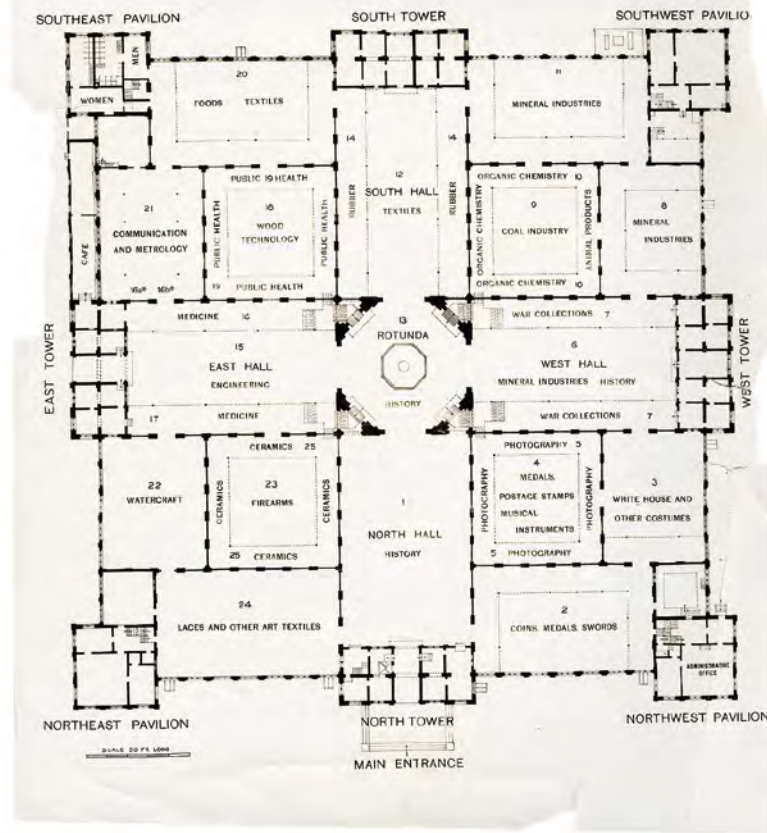 SOUTHEAST PAVILION
SOUTH TOWER
SOUTHWEST PAVILIO
MEN
WOMEN
20
FOODS TEXTILES
11
MINERAL INDUSTRIES
14
14
12
SOUTH HALL
TEXTILES
RUBBER
RUBBER
CAFE
21
COMMUNICATION
AND METROLOGY
PUBLIC 19 HEALTH
PUBLIC HEALTH
18
WOOD
TECHNOLOGY
PUBLIC HEALTH
19 PUBLIC HEALTH
ORGANIC CHEMISTRY 10
ORGANIC CHEMISTRY
9
COAL INDUSTRY
ANIMAL PRODUCTS
ORGANIC CHEMISTRY 10
8
MINERAL
INDUSTRIES
EAST TOWER
MEDICINE 16
15
EAST HALL
ENGINEERING
17 MEDICINE
13
ROTUNDA
HISTORY
WAR COLLECTIONS 7
6
WEST HALL
MINERAL INDUSTRIES HISTORY
WAR COLLECTIONS 7
WEST TOWER
22
WATERCRAFT
CERAMICS 25
CERAMICS
23
FIREARMS
CERAMICS
25 CERAMICS
1
NORTH HALL
HISTORY
PHOTOGRAPHY 5
PHOTOGRAPHY
4
MEDALS,
POSTAGE STAMPS
MUSICAL
INSTRUMENTS
PHOTOGRAPHY
5 PHOTOGRAPHY
3
WHITE HOUSE AND
OTHER COSTUMES
24
LACES AND OTHER ART TEXTILES
2
COINS, MEDALS, SWORDS
ADMINISTRATIVE
OFFICE
NORTHEAST PAVILION
NORTH TOWER
NORTHWEST PAVILION
MAIN ENTRANCE